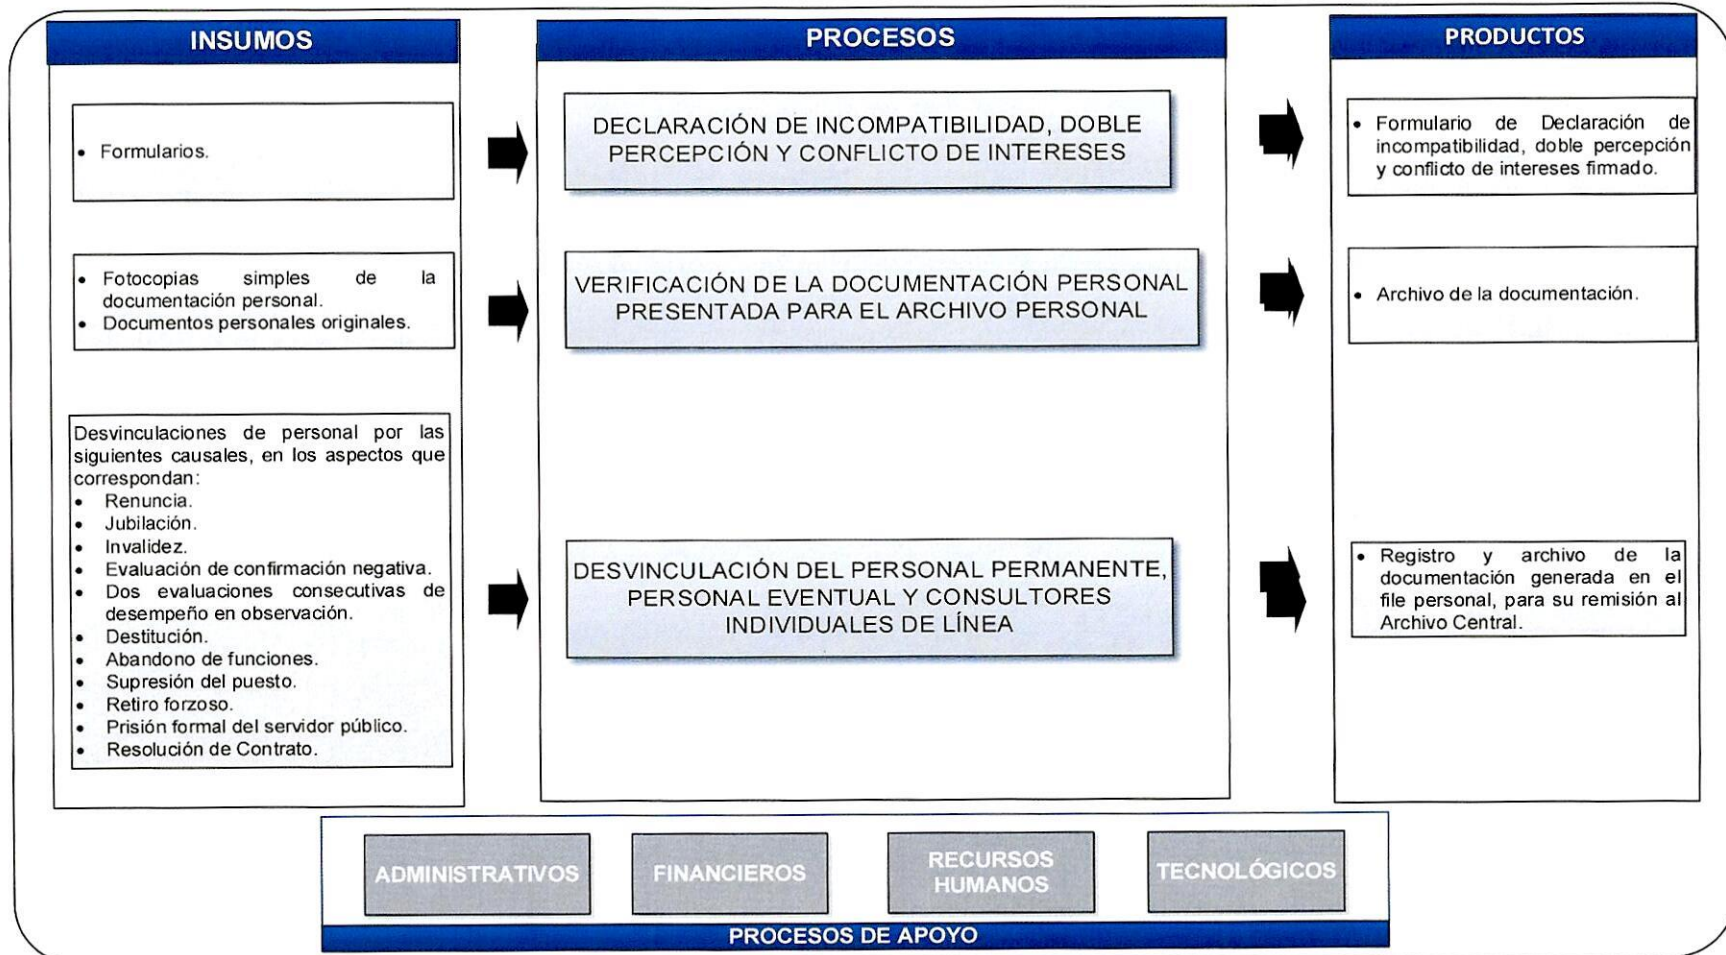 INSUMOS
• Formularios.
• Fotocopias simples de la
documentación personal.
• Documentos personales originales.
Desvinculaciones de personal por las
siguientes causales, en los aspectos que
correspondan:
• Renuncia.
• Jubilación.
• Invalidez.
• Evaluación de confirmación negativa.
• Dos evaluaciones consecutivas de
desempeño en observación.
• Destitución.
• Abandono de funciones.
• Supresión del puesto.
• Retiro forzoso.
• Prisión formal del servidor público.
• Resolución de Contrato.
PROCESOS
DECLARACIÓN DE INCOMPATIBILIDAD, DOBLE
PERCEPCIÓN Y CONFLICTO DE INTERESES
VERIFICACIÓN DE LA DOCUMENTACIÓN PERSONAL
PRESENTADA PARA EL ARCHIVO PERSONAL
DESVINCULACIÓN DEL PERSONAL PERMANENTE,
PERSONAL EVENTUAL Y CONSULTORES
INDIVIDUALES DE LÍNEA
PRODUCTOS
• Formulario de Declaración de
incompatibilidad, doble percepción
y conflicto de intereses firmado.
• Archivo de la documentación.
• Registro y archivo de la
documentación generada en el
file personal, para su remisión al
Archivo Central.
ADMINISTRATIVOS
FINANCIEROS
RECURSOS
HUMANOS
TECNOLÓGICOS
PROCESOS DE APOYO